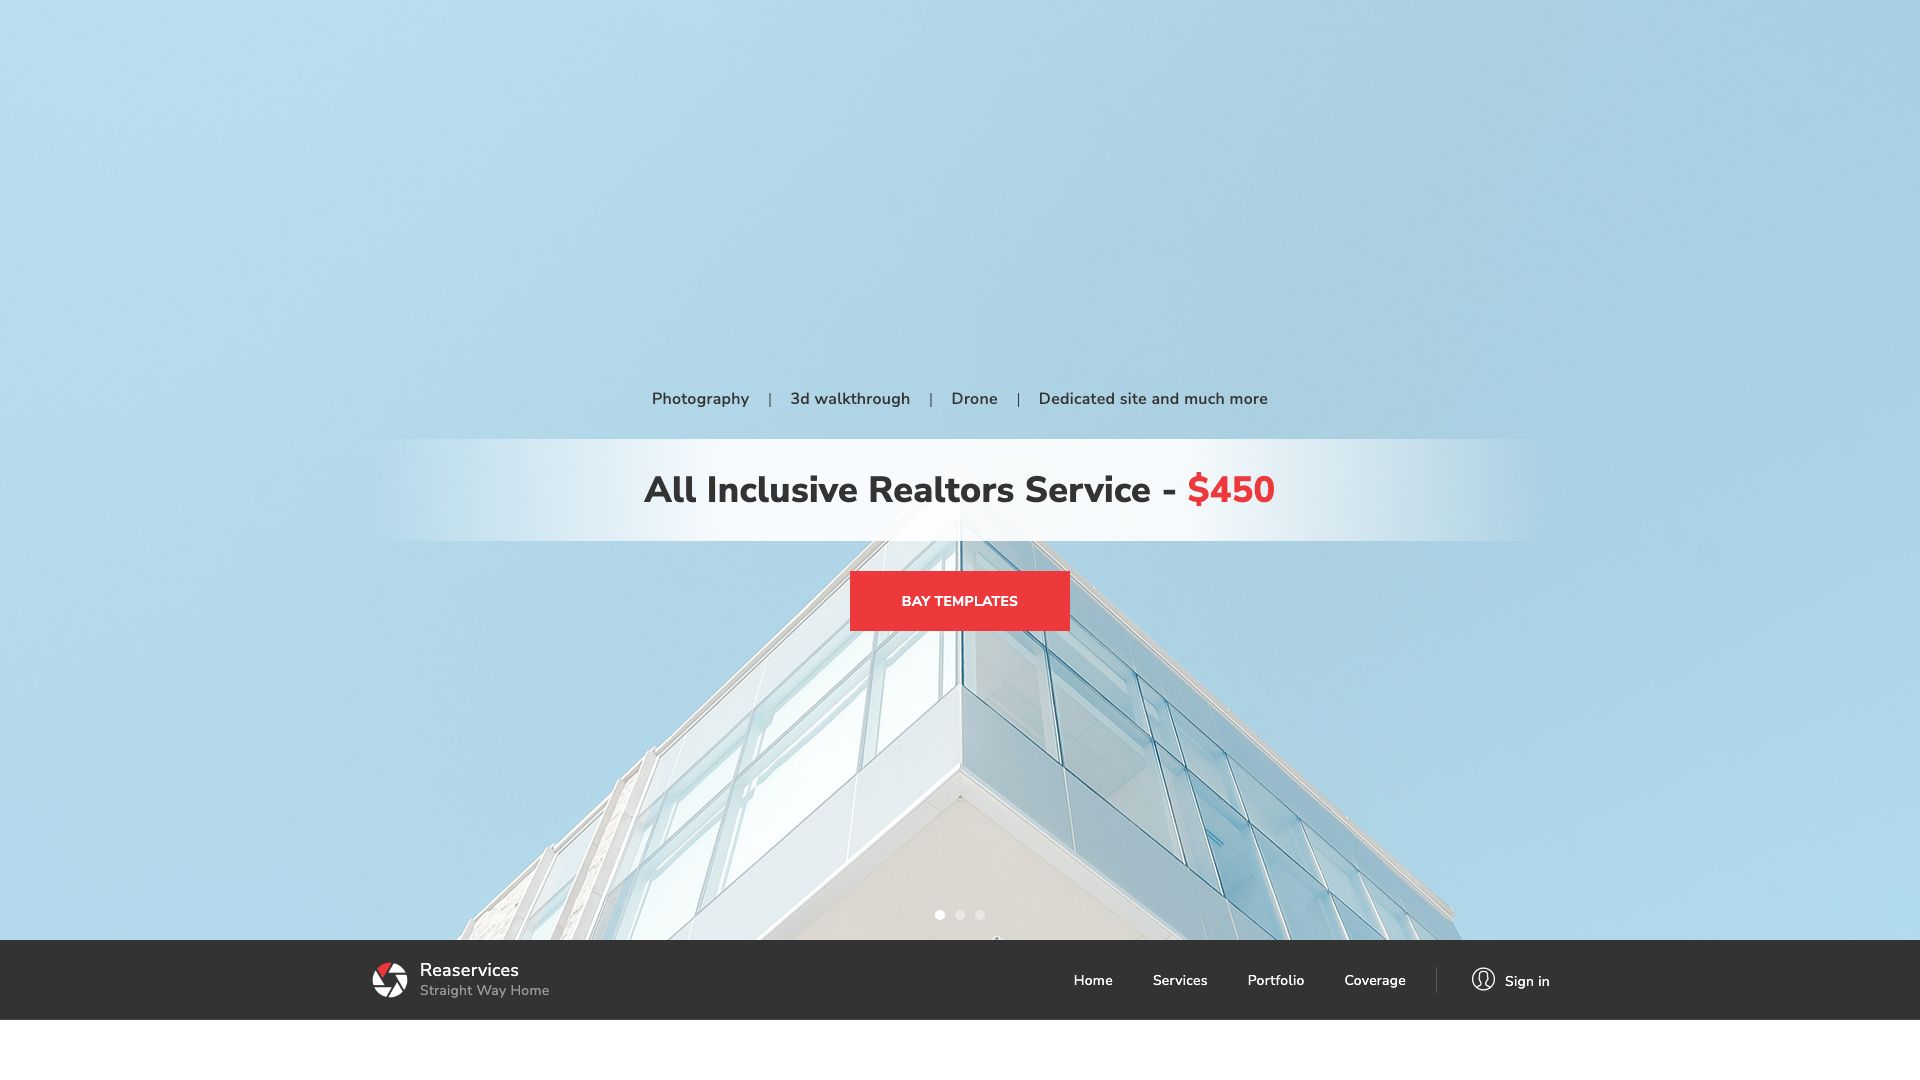 Photography | 3d walkthrough | Drone | Dedicated site and much more
All Inclusive Realtors Service - $450
BAY TEMPLATES
Reaservices
Straight Way Home
Home Services Portfolio Coverage Sign in